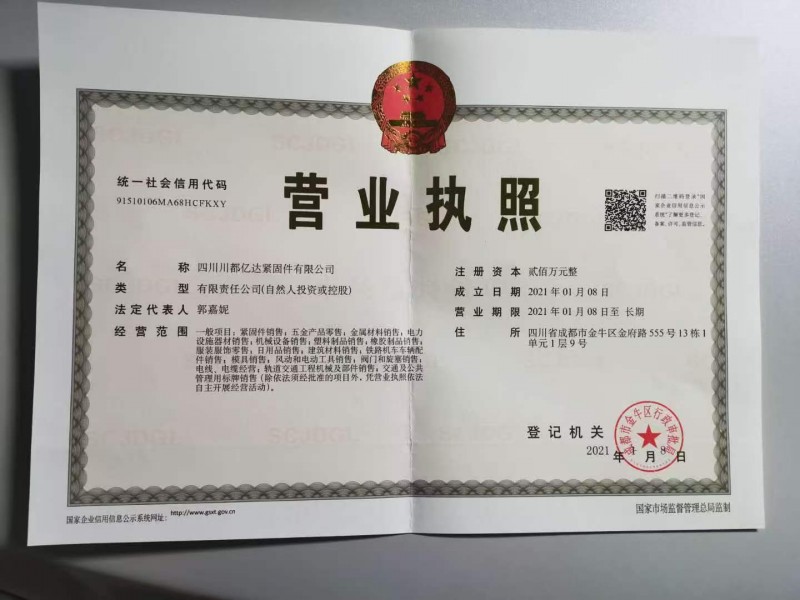 统一社会信用代码
91510106MA68HCFKXY
营业执照
扫描二维码登录“国
家企业信用信息公示
系统”了解更多登记、
备案、许可、监管信息。
名称 四川川都亿达紧固件有限公司
类型 有限责任公司(自然人投资或控股)
法定代表人 郭嘉妮
经营范围 一般项目：紧固件销售；五金产品零售；金属材料销售；电力
设施器材销售；机械设备销售；塑料制品销售；橡胶制品销售；
服装服饰零售；日用品销售；建筑材料销售；铁路机车车辆配
件销售；模具销售；风动和电动工具销售；阀门和旋塞销售；
电线、电缆经营；轨道交通工程机械及部件销售；交通及公共
管理用标牌销售（除依法须经批准的项目外，凭营业执照依法
自主开展经营活动）。
注册资本 贰佰万元整
成立日期 2021年01月08日
营业期限 2021年01月08日至 长期
住所 四川省成都市金牛区金府路555号13栋1
单元1层9号
登记机关
成都市金牛区行政审批局
2021年1月8日
国家企业信用信息公示系统网址： http://www.gsxt.gov.cn
国家市场监督管理总局监制